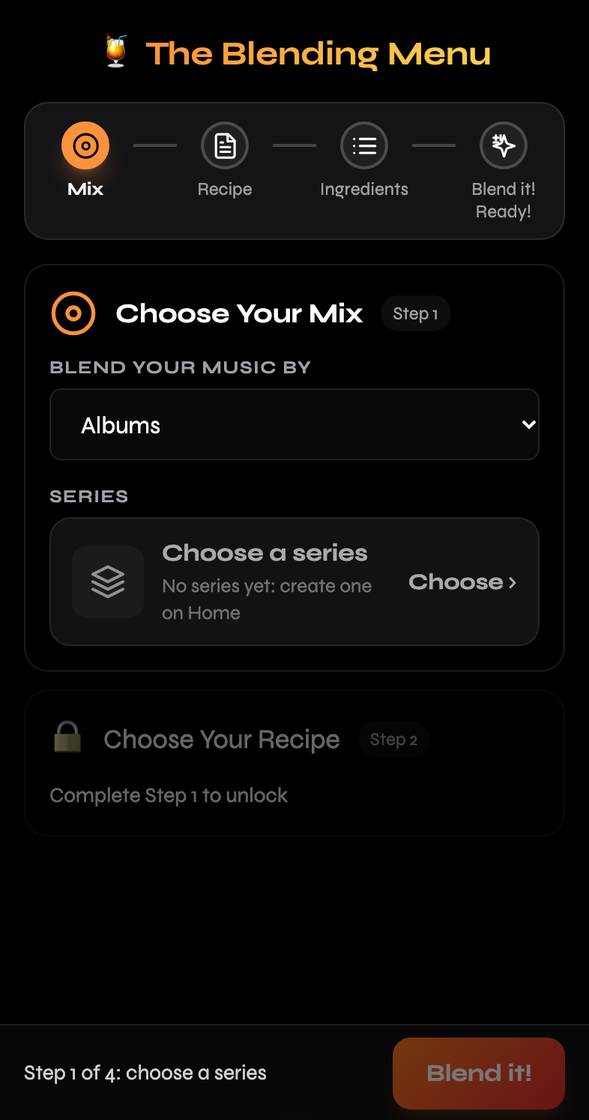 The Blending Menu
Mix
Recipe
Ingredients
Blend it!
Ready!
Choose Your Mix
Step 1
BLEND YOUR MUSIC BY
Albums
SERIES
Choose a series
No series yet: create one
on Home
Choose ›
Choose Your Recipe
Step 2
Complete Step 1 to unlock
Step 1 of 4: choose a series
Blend it!